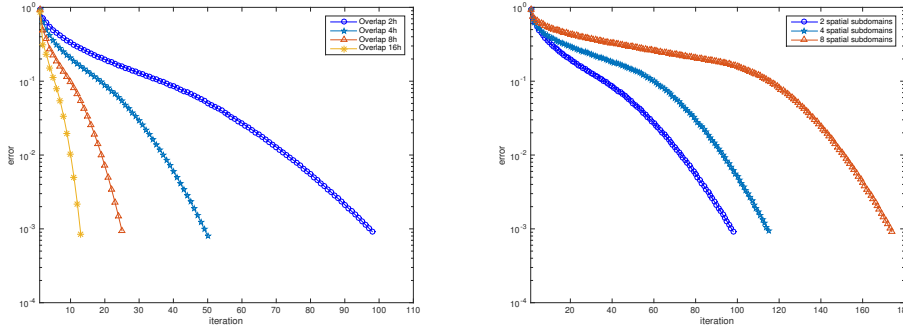 10^0
10^-1
10^-2
10^-3
10^-4
error
10 20 30 40 50 60 70 80 90 100 110
iteration
Overlap 2h
Overlap 4h
Overlap 8h
Overlap 16h
10^0
10^-1
10^-2
10^-3
10^-4
error
20 40 60 80 100 120 140 160 180
iteration
2 spatial subdomains
4 spatial subdomains
8 spatial subdomains